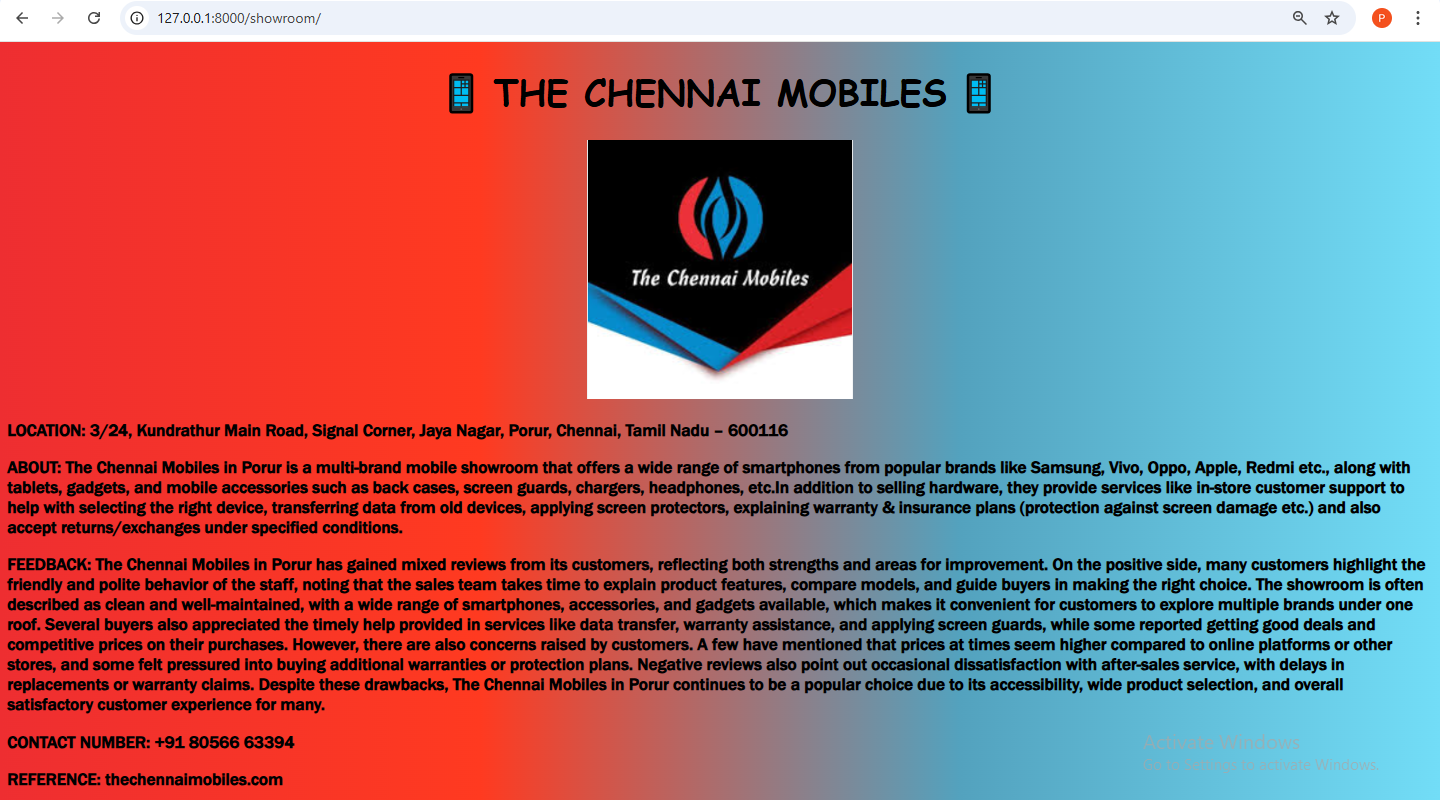 127.0.0.1:8000/showroom/
P
📱 THE CHENNAI MOBILES 📱
The Chennai Mobiles
LOCATION: 3/24, Kundrathur Main Road, Signal Corner, Jaya Nagar, Porur, Chennai, Tamil Nadu – 600116
ABOUT: The Chennai Mobiles in Porur is a multi-brand mobile showroom that offers a wide range of smartphones from popular brands like Samsung, Vivo, Oppo, Apple, Redmi etc., along with
tablets, gadgets, and mobile accessories such as back cases, screen guards, chargers, headphones, etc.In addition to selling hardware, they provide services like in-store customer support to
help with selecting the right device, transferring data from old devices, applying screen protectors, explaining warranty & insurance plans (protection against screen damage etc.) and also
accept returns/exchanges under specified conditions.
FEEDBACK: The Chennai Mobiles in Porur has gained mixed reviews from its customers, reflecting both strengths and areas for improvement. On the positive side, many customers highlight the
friendly and polite behavior of the staff, noting that the sales team takes time to explain product features, compare models, and guide buyers in making the right choice. The showroom is often
described as clean and well-maintained, with a wide range of smartphones, accessories, and gadgets available, which makes it convenient for customers to explore multiple brands under one
roof. Several buyers also appreciated the timely help provided in services like data transfer, warranty assistance, and applying screen guards, while some reported getting good deals and
competitive prices on their purchases. However, there are also concerns raised by customers. A few have mentioned that prices at times seem higher compared to online platforms or other
stores, and some felt pressured into buying additional warranties or protection plans. Negative reviews also point out occasional dissatisfaction with after-sales service, with delays in
replacements or warranty claims. Despite these drawbacks, The Chennai Mobiles in Porur continues to be a popular choice due to its accessibility, wide product selection, and overall
satisfactory customer experience for many.
CONTACT NUMBER: +91 80566 63394
Activate Windows
Go to Settings to activate Windows.
REFERENCE: thechennaimobiles.com